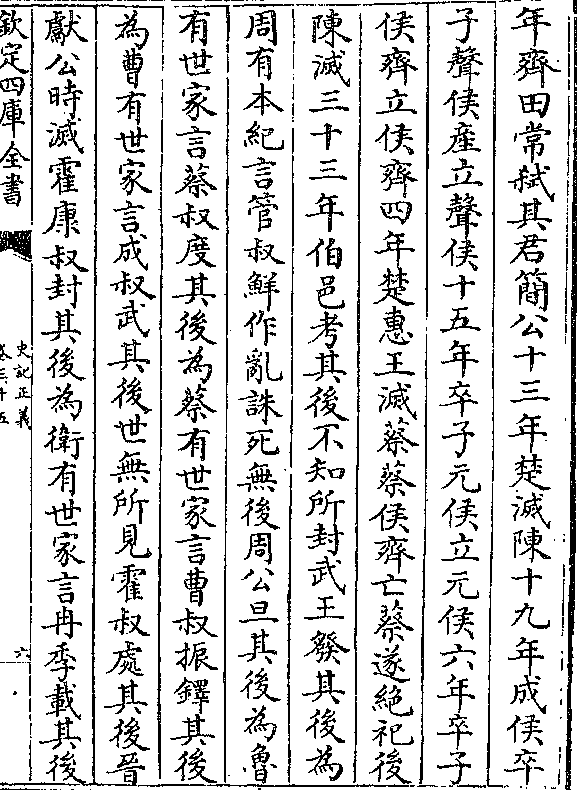 年齊田常弑其君簡公十三年楚滅陳十九年成侯卒
子聲侯産立聲侯十五年卒子元侯立元侯六年卒子
侯齊立侯齊四年楚惠王滅蔡蔡侯齊亡蔡遂絶祀後
陳滅三十三年伯邑考其後不知所封武王發其後為
周有本紀言管叔鮮作亂誅死無後周公旦其後為魯
有世家言蔡叔度其後為蔡有世家言曹叔振鐸其後
為曹有世家言成叔武其後世無所見霍叔處其後晉
獻公時滅霍康叔封其後為衛有世家言冉季載其後
欽定四庫全書
史記正義
卷三十五
六